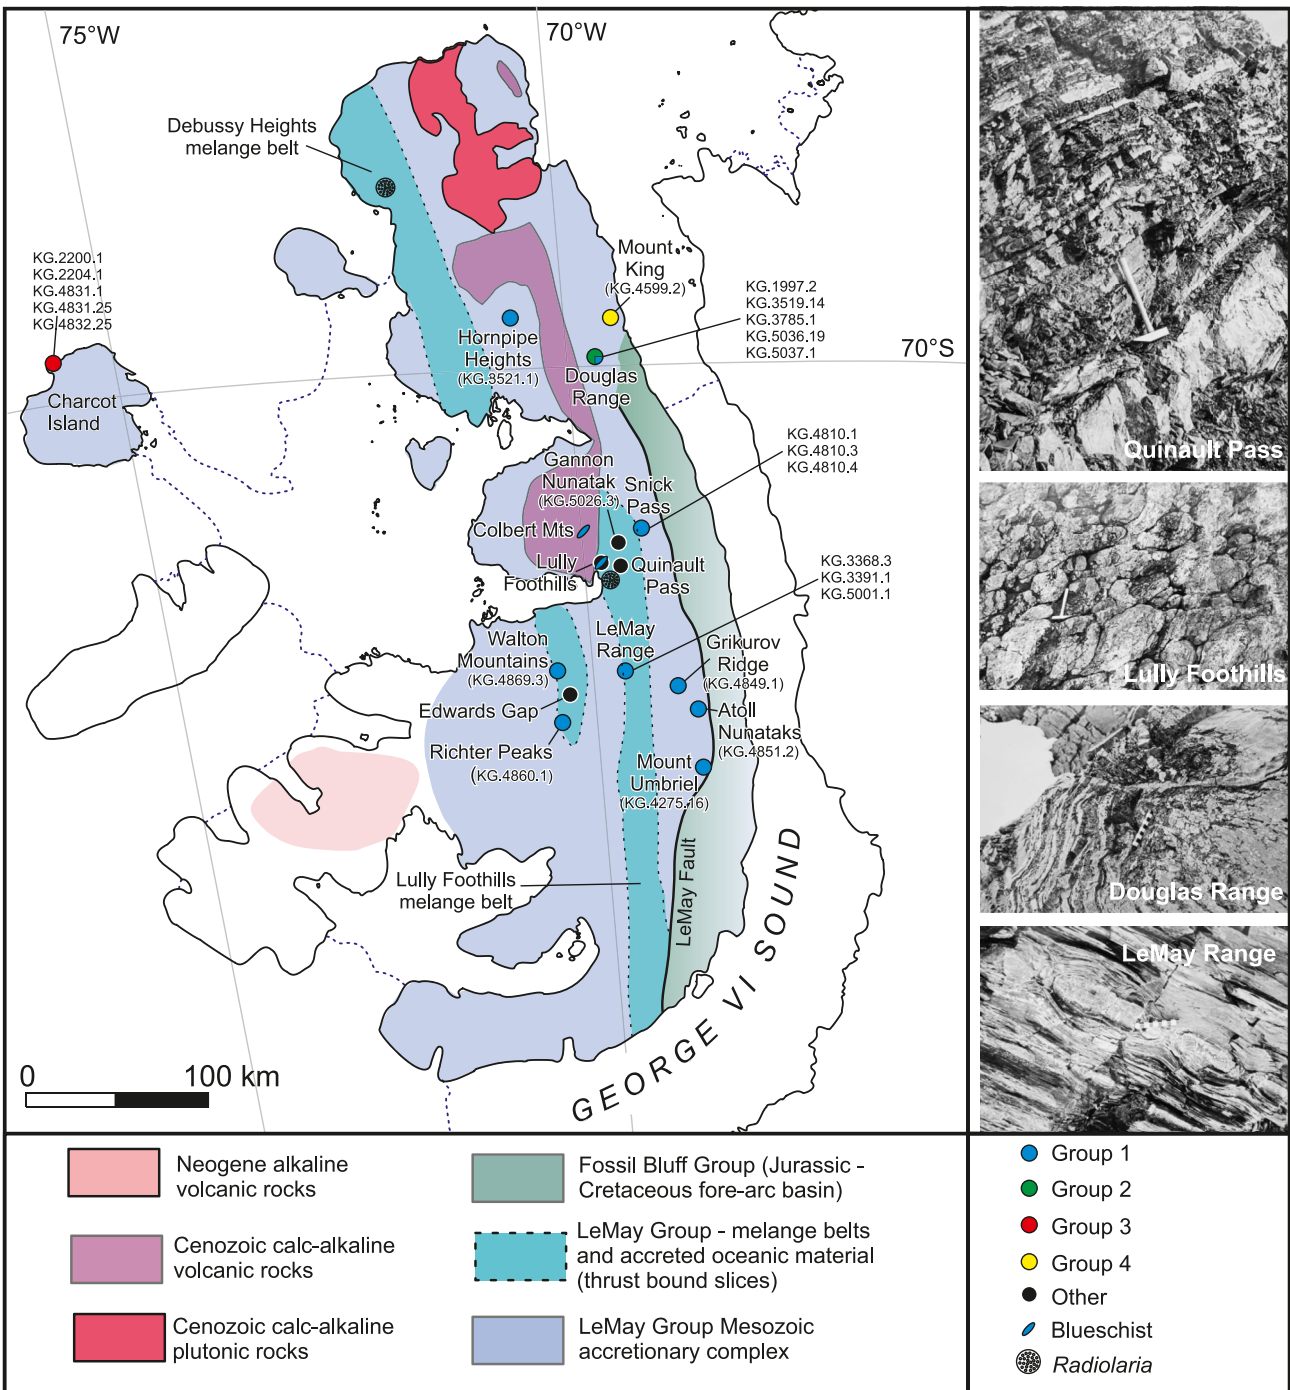 75°W
70°W
Debussy Heights
melange belt
KG.2200.1
KG.2204.1
KG.4831.1
KG.4831.25
KG.4832.25
Mount
King
(KG.4599.2)
KG.1997.2
KG.3519.14
KG.3785.1
KG.5036.19
KG.5037.1
70°S
Hornpipe
Heights
(KG.3521.1)
Douglas
Range
Charcot
Island
KG.4810.1
KG.4810.3
KG.4810.4
Gannon
Nunatak
(KG.5026.3)
Snick
Pass
Colbert Mts
Lully
Foothills
Quinault
Pass
KG.3368.3
KG.3391.1
KG.5001.1
Walton
Mountains
(KG.4869.3)
LeMay
Range
Grikurov
Ridge
(KG.4849.1)
Edwards Gap
Atoll
Nunataks
(KG.4851.2)
Richter Peaks
(KG.4860.1)
Mount
Umbriel
(KG.4275.16)
Lully Foothills
melange belt
LeMay Fault
GEORGE VI SOUND
0 100 km
Quinault Pass
Lully Foothills
Douglas Range
LeMay Range
Neogene alkaline
volcanic rocks
Cenozoic calc-alkaline
volcanic rocks
Cenozoic calc-alkaline
plutonic rocks
Fossil Bluff Group (Jurassic -
Cretaceous fore-arc basin)
LeMay Group - melange belts
and accreted oceanic material
(thrust bound slices)
LeMay Group Mesozoic
accretionary complex
Group 1
Group 2
Group 3
Group 4
Other
Blueschist
Radiolaria